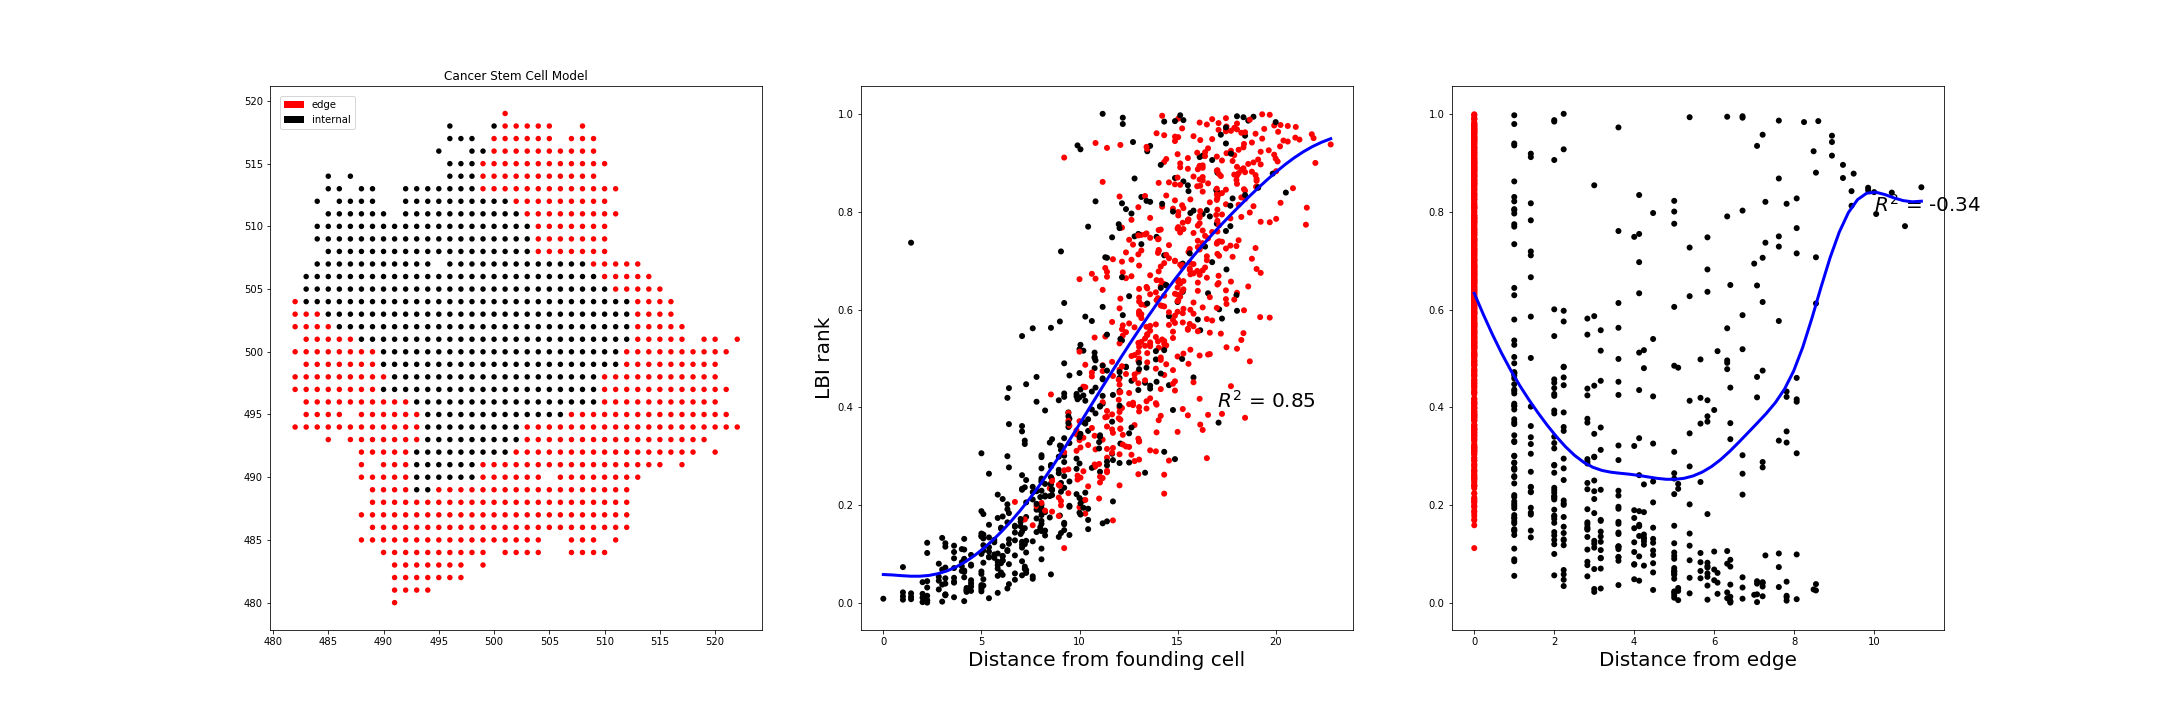 Cancer Stem Cell Model
edge
internal
520
515
510
505
500
495
490
485
480
480 485 490 495 500 505 510 515 520
LBI rank
1.0
0.8
0.6
0.4
0.2
0.0
R² = 0.85
0 5 10 15 20
Distance from founding cell
1.0
0.8
0.6
0.4
0.2
0.0
R² = -0.34
0 2 4 6 8 10
Distance from edge